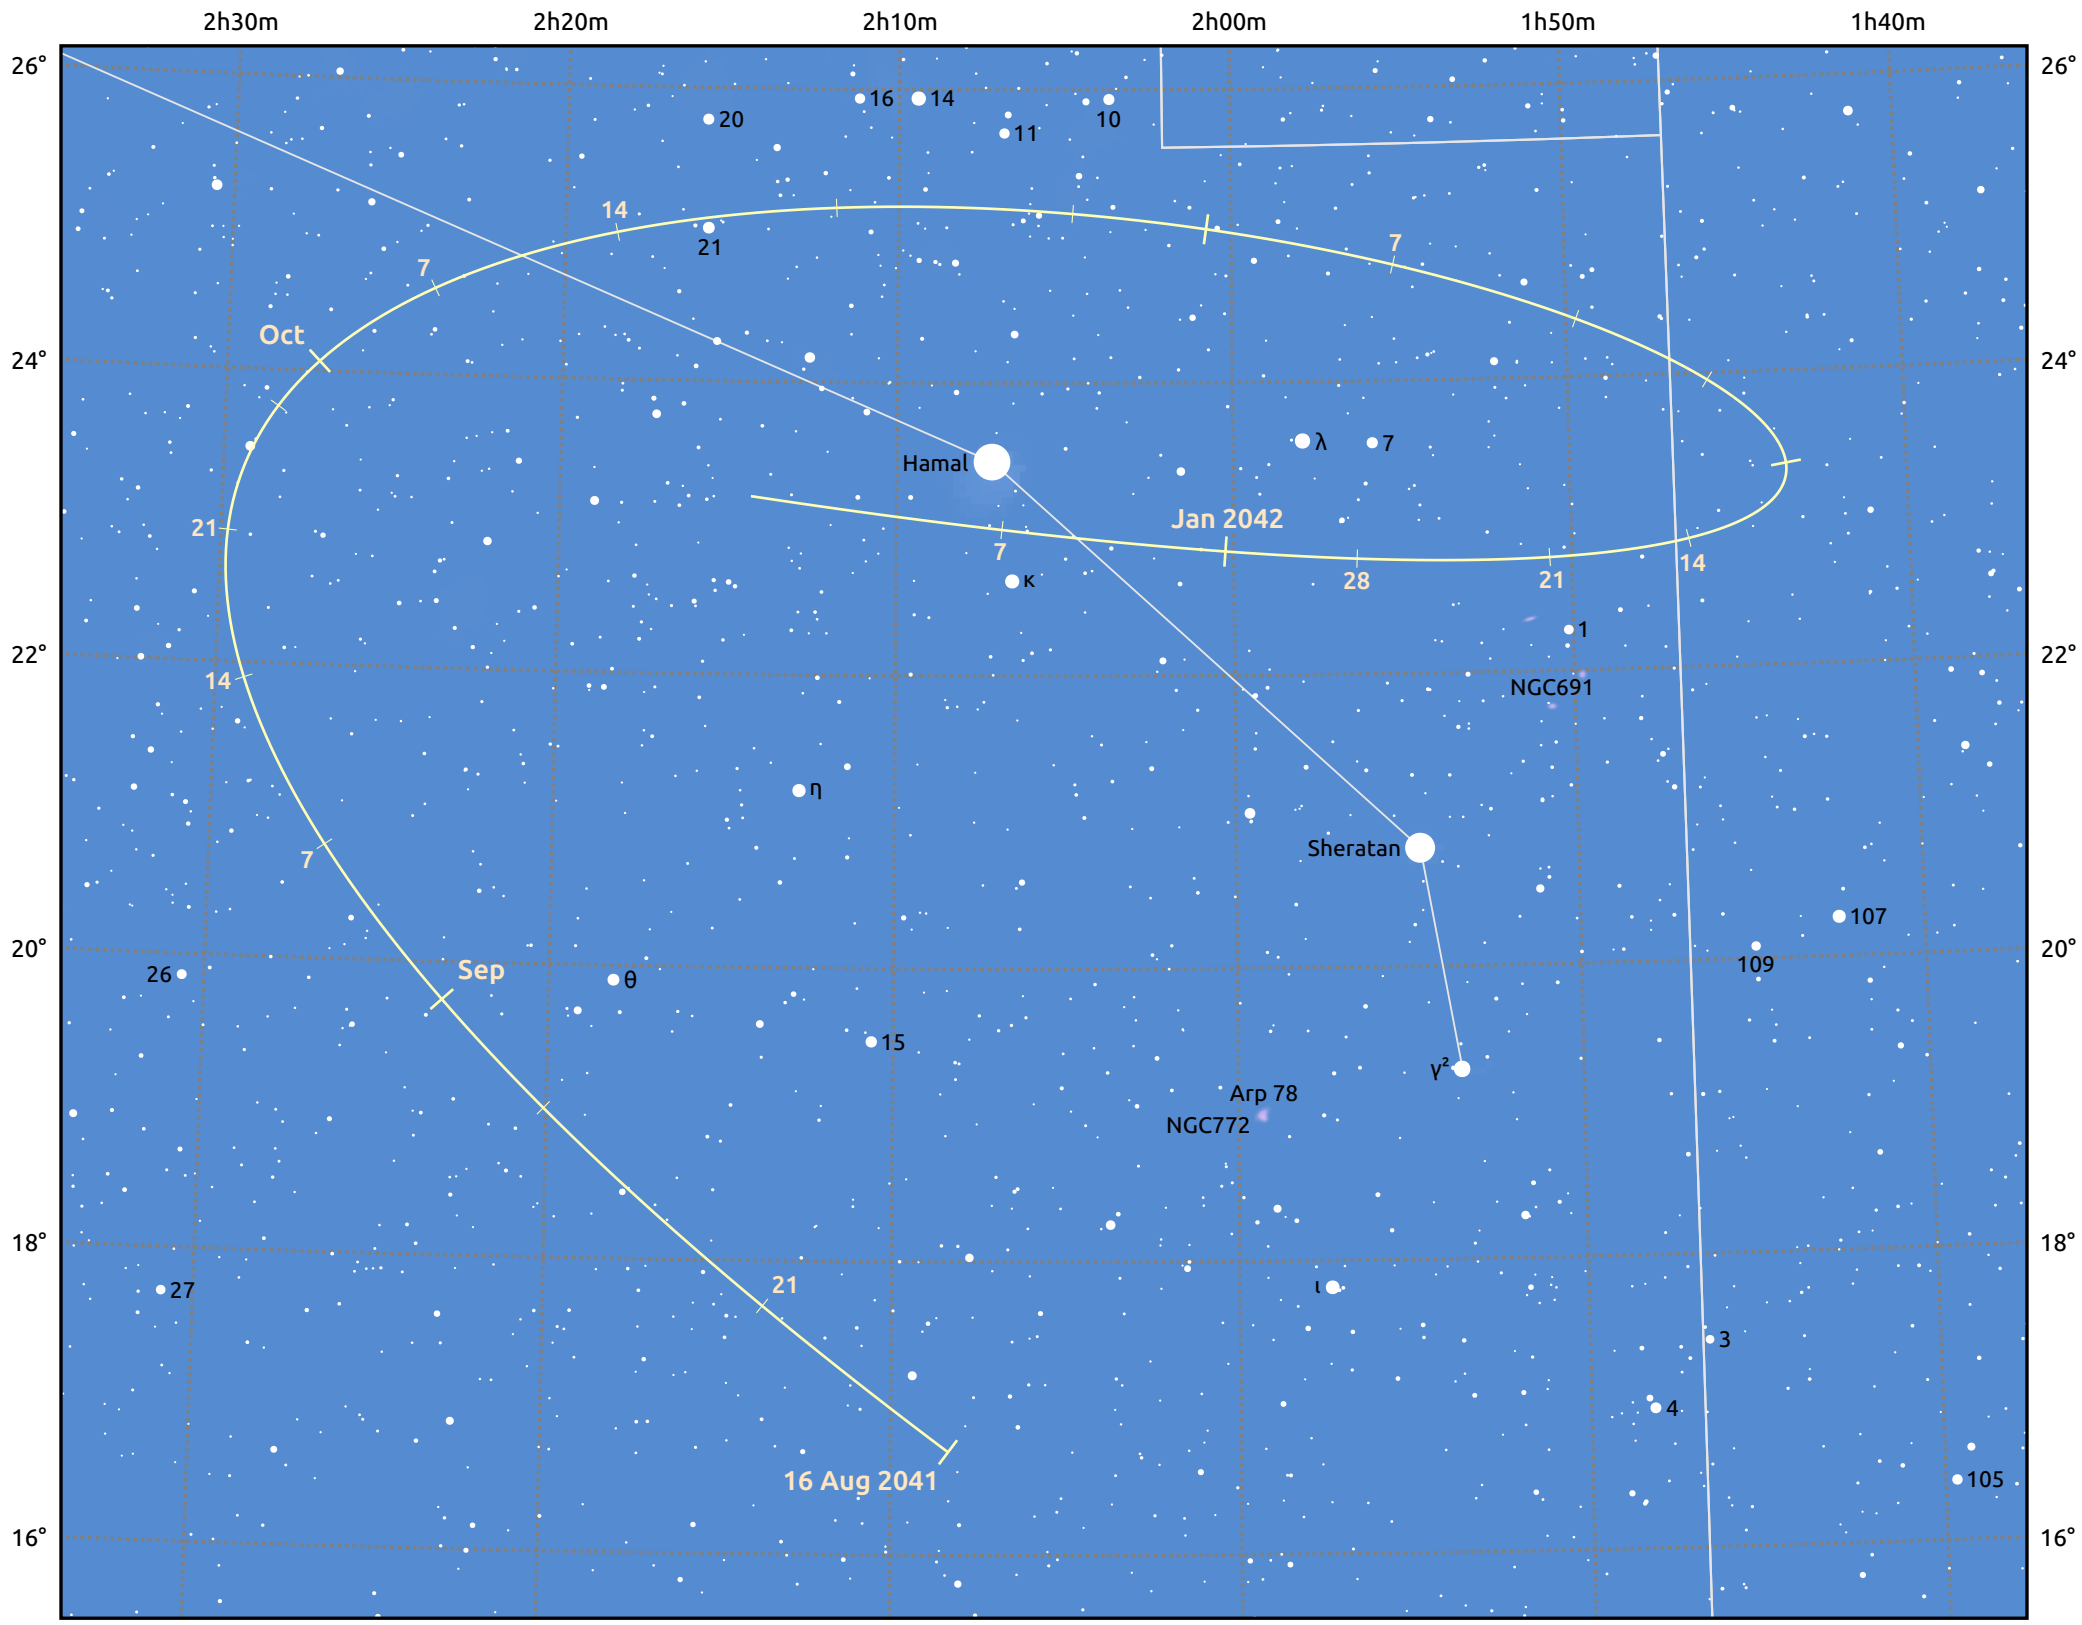 2h30m 2h20m 2h10m 2h00m 1h50m 1h40m
26° 26°
16 14 10
20 11
14
21 7
7
Oct
24° 24°
λ 7
Hamal
21 Jan 2042
7 14
κ 28 21
1
22° 22°
14 NGC691
η
7 Sheratan
107
20° 20°
Sep 109
26 θ
15
γ²
Arp 78
NGC772
18° 18°
21
27 ι
3
4
16 Aug 2041 105
16° 16°